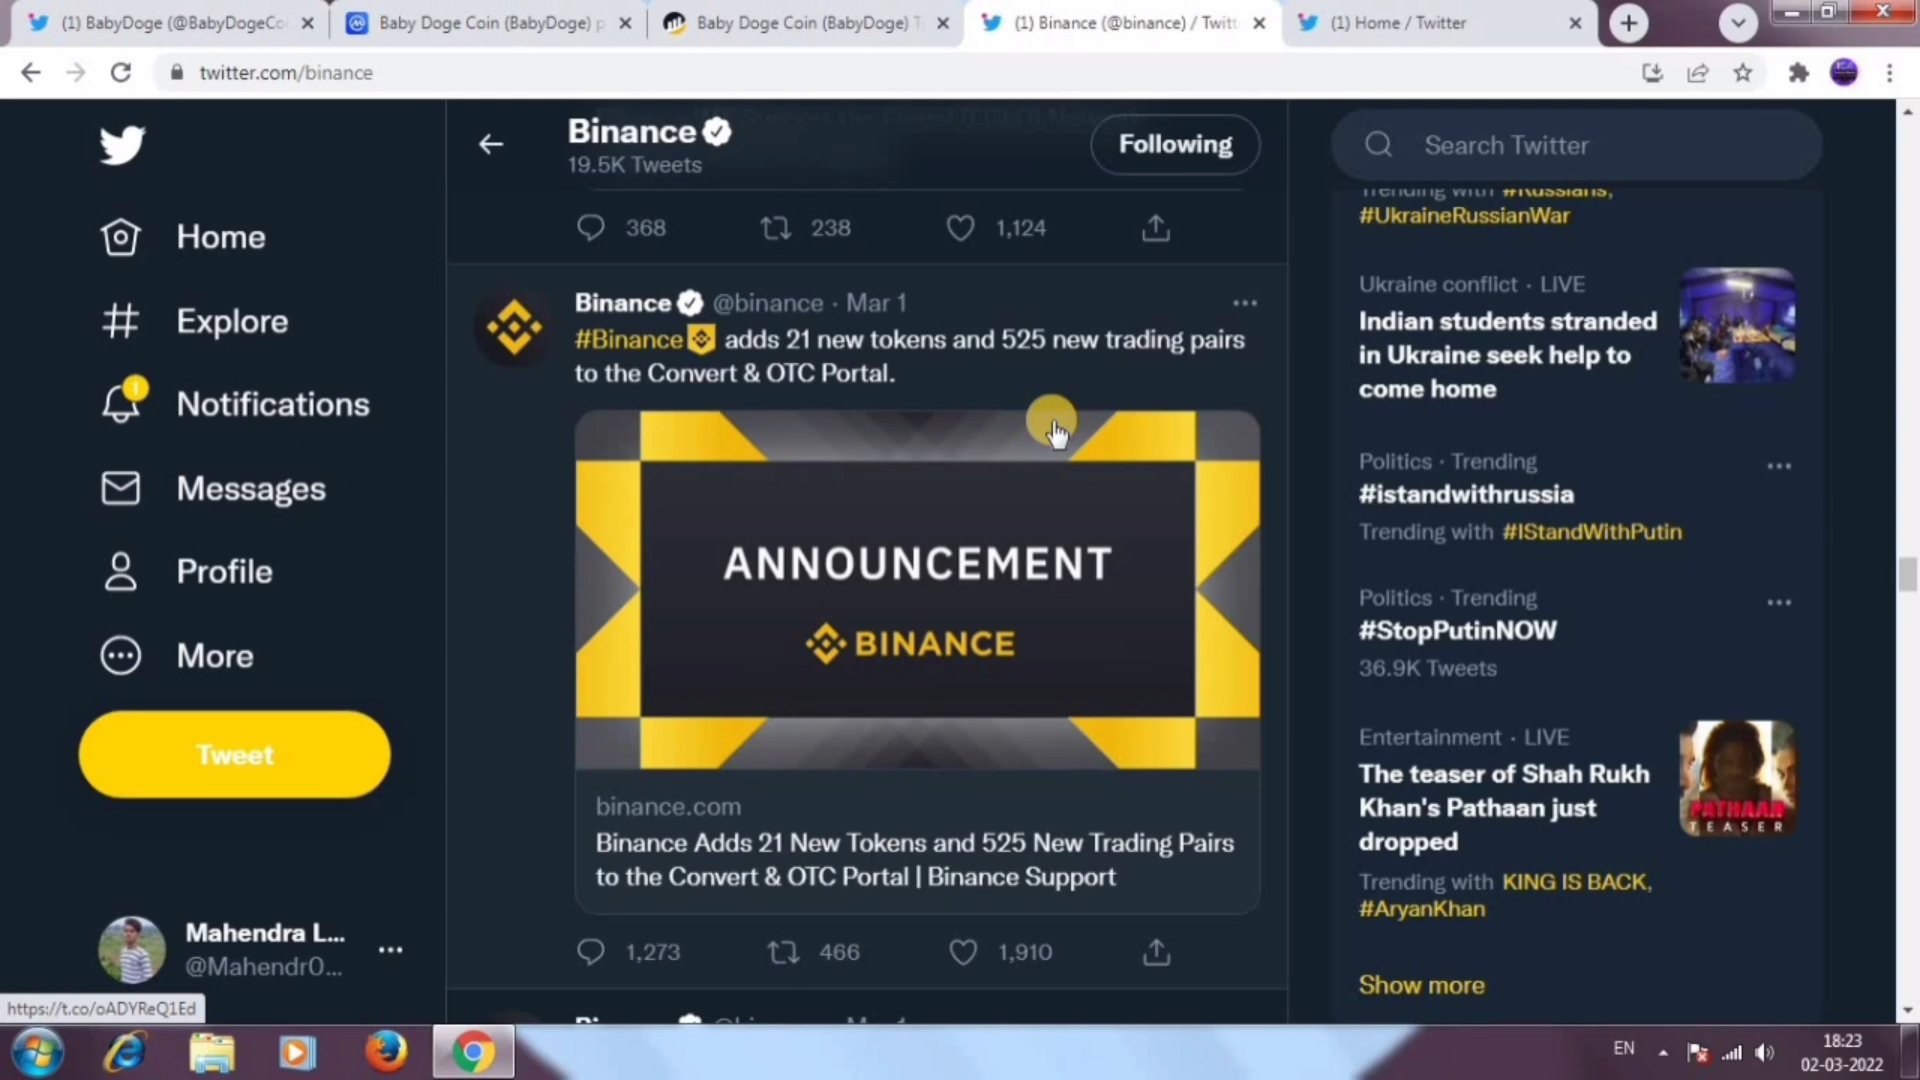 (1) BabyDoge (@BabyDogeCoi
Baby Doge Coin (BabyDoge) p
Baby Doge Coin (BabyDoge) T
(1) Binance (@binance) / Twitt
(1) Home / Twitter
twitter.com/binance
Home
Explore
1
Notifications
Messages
Profile
More
Tweet
Mahendra L...
@Mahendr0...
https://t.co/oADYReQ1Ed
Binance
19.5K Tweets
Following
368 238 1,124
Binance @binance · Mar 1
#Binance adds 21 new tokens and 525 new trading pairs
to the Convert & OTC Portal.
ANNOUNCEMENT
BINANCE
binance.com
Binance Adds 21 New Tokens and 525 New Trading Pairs
to the Convert & OTC Portal | Binance Support
1,273 466 1,910
Search Twitter
Trending with #Russians,
#UkraineRussianWar
Ukraine conflict · LIVE
Indian students stranded
in Ukraine seek help to
come home
Politics · Trending
#istandwithrussia
Trending with #IStandWithPutin
Politics · Trending
#StopPutinNOW
36.9K Tweets
Entertainment · LIVE
The teaser of Shah Rukh
Khan's Pathaan just
dropped
PATHAAN
TEASER
Trending with KING IS BACK,
#AryanKhan
Show more
EN
18:23
02-03-2022